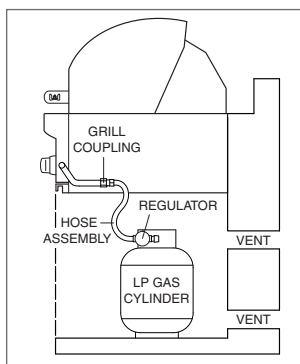 GRILL
COUPLING
REGULATOR
HOSE
ASSEMBLY
VENT
LP GAS
CYLINDER
VENT